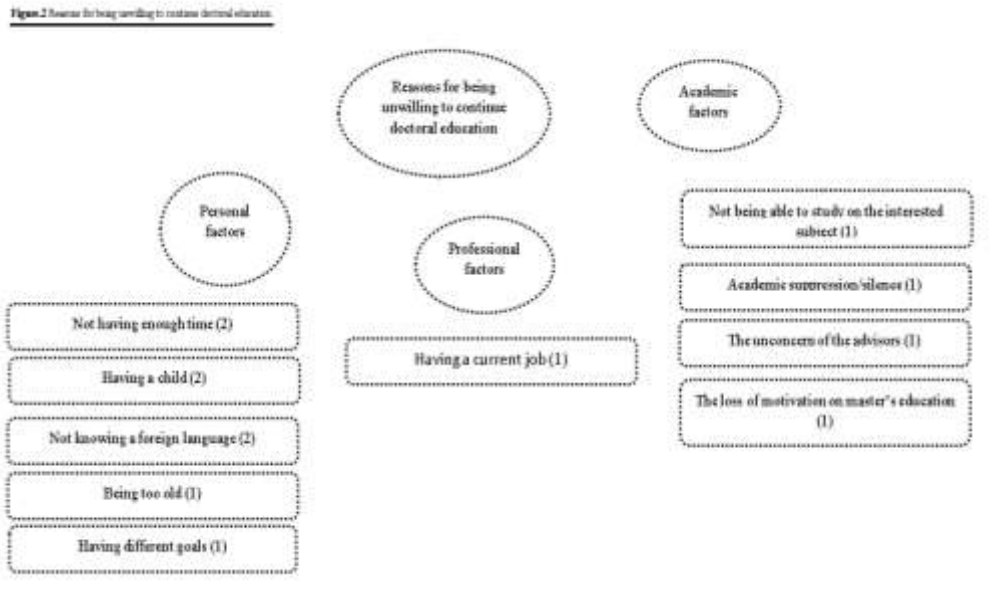 Figure 2 Reasons for being unwilling to continue doctoral education
Reasons for being
unwilling to continue
doctoral education
Academic
factors
Personal
factors
Professional
factors
Not having enough time (2)
Having a child (2)
Not knowing a foreign language (2)
Being too old (1)
Having different goals (1)
Having a current job (1)
Not being able to study on the interested
subject (1)
Academic suppression/silence (1)
The unconcern of the advisors (1)
The loss of motivation on master's education
(1)